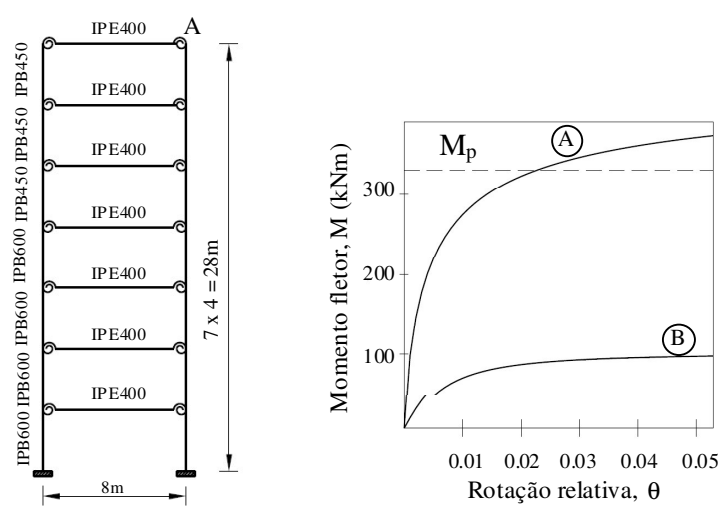 IPE400
A
IPE400
IPE400
IPE400
IPE400
IPE400
IPE400
IPB600 IPB600 IPB600 IPB600 IPB450 IPB450 IPB450
7 x 4 = 28m
8m
Momento fletor, M (kNm)
M_p
A
300
200
100
B
0.01 0.02 0.03 0.04 0.05
Rotação relativa, θ